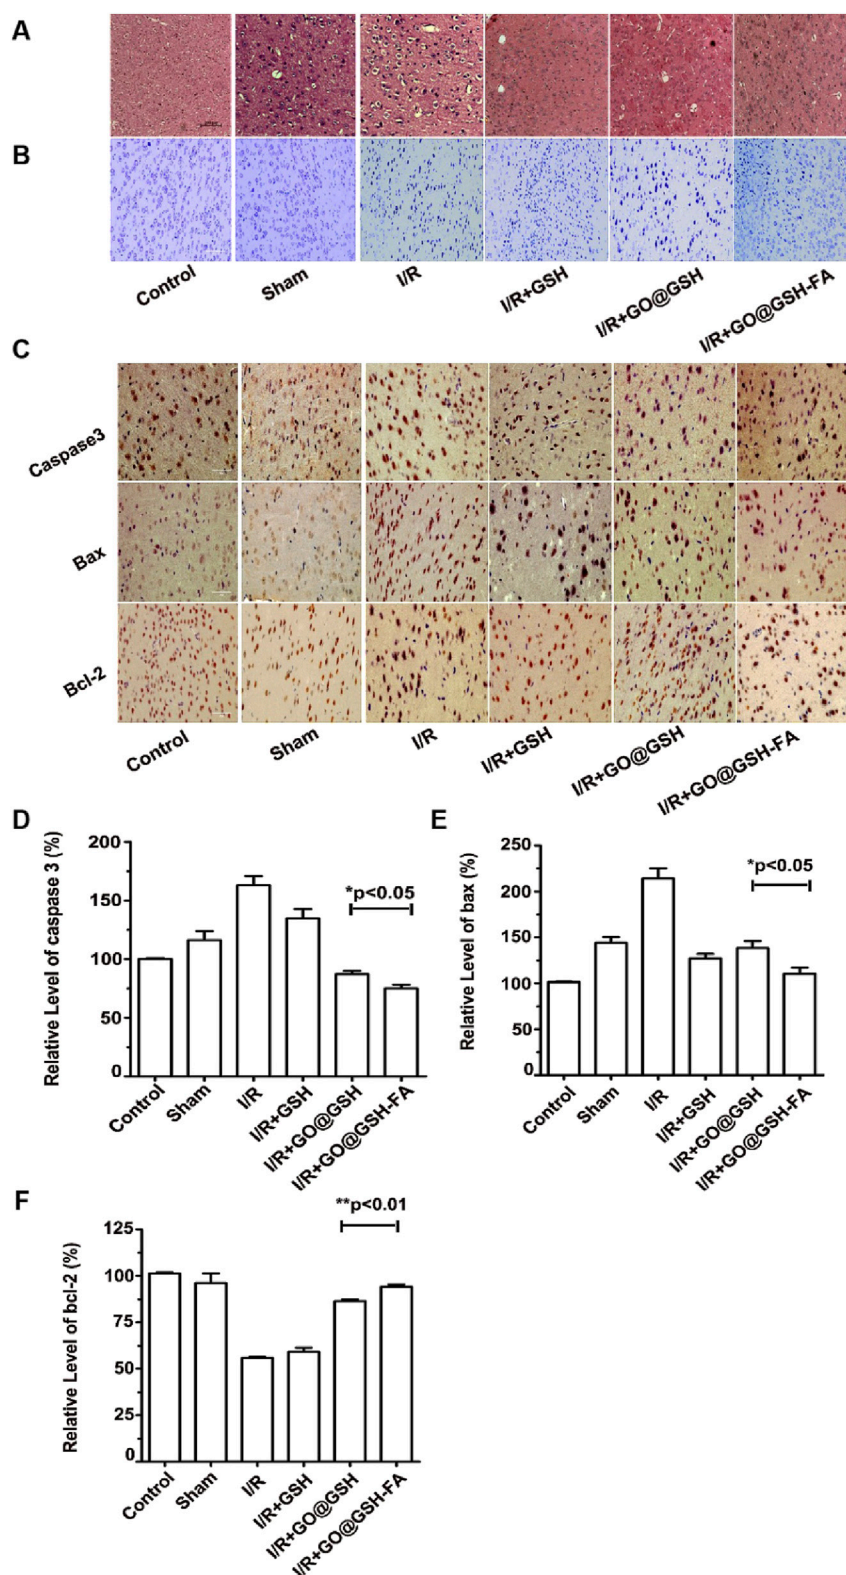 A
B
Control
Sham
I/R
I/R+GSH
I/R+GO@GSH
I/R+GO@GSH-FA
C
Caspase3
Bax
Bcl-2
Control
Sham
I/R
I/R+GSH
I/R+GO@GSH
I/R+GO@GSH-FA
D
Relative Level of caspase 3 (%)
200
150
100
50
0
*p<0.05
Control
Sham
I/R
I/R+GSH
I/R+GO@GSH
I/R+GO@GSH-FA
E
Relative Level of bax (%)
250
200
150
100
50
0
*p<0.05
Control
Sham
I/R
I/R+GSH
I/R+GO@GSH
I/R+GO@GSH-FA
F
Relative Level of bcl-2 (%)
125
100
75
50
25
0
**p<0.01
Control
Sham
I/R
I/R+GSH
I/R+GO@GSH
I/R+GO@GSH-FA